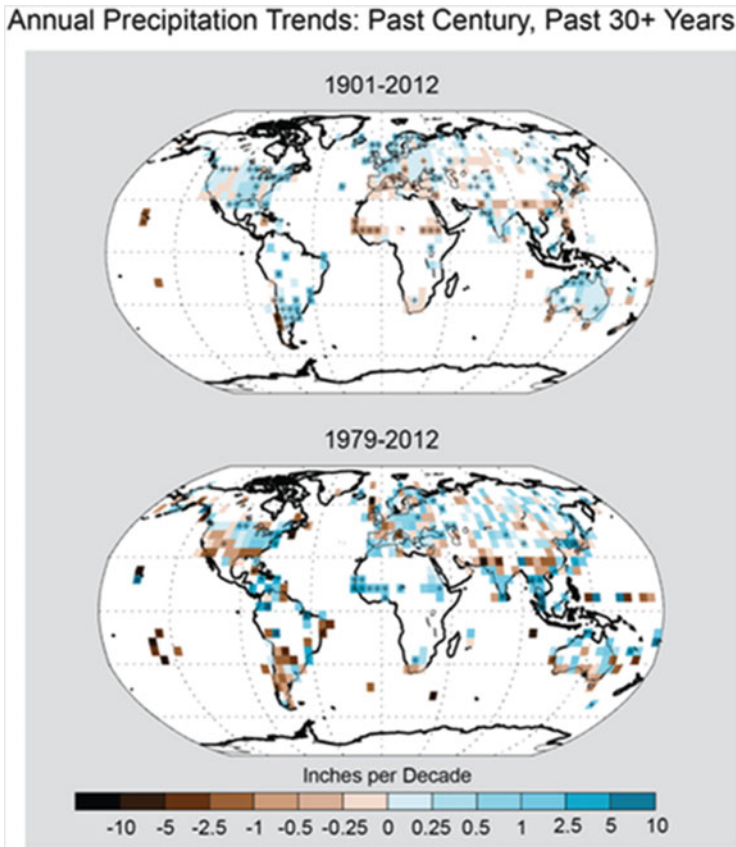 Annual Precipitation Trends: Past Century, Past 30+ Years
1901-2012
1979-2012
Inches per Decade
-10 -5 -2.5 -1 -0.5 -0.25 0 0.25 0.5 1 2.5 5 10